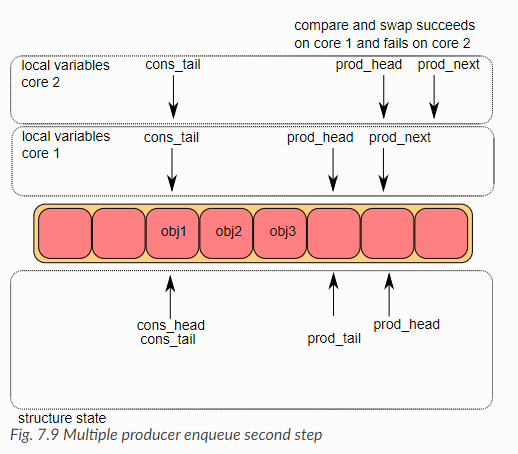 compare and swap succeeds
on core 1 and fails on core 2
local variables
core 2
cons_tail
prod_head
prod_next
local variables
core 1
cons_tail
prod_head
prod_next
obj1
obj2
obj3
cons_head
cons_tail
prod_tail
prod_head
structure state
Fig. 7.9 Multiple producer enqueue second step